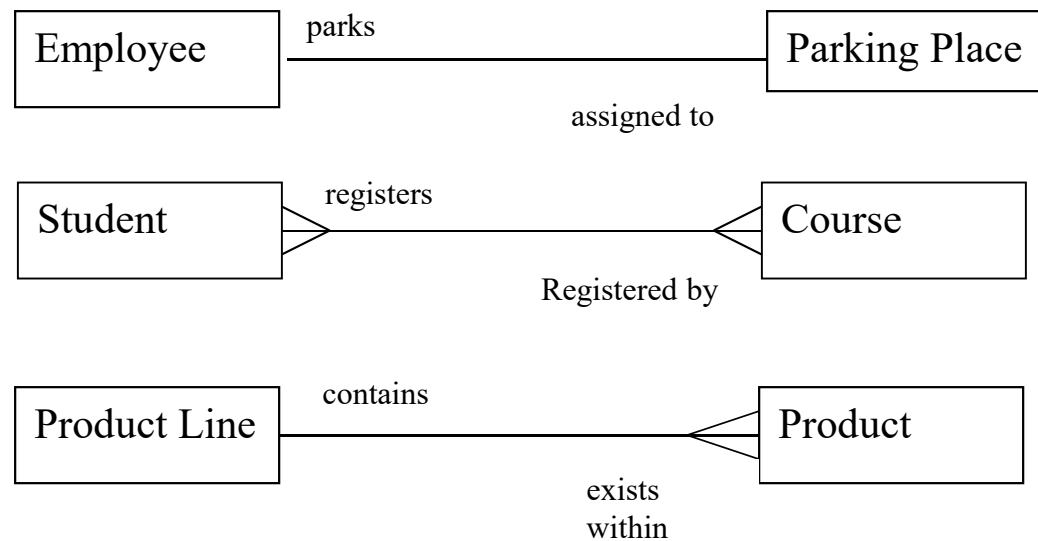 parks
Employee
Parking Place
assigned to
registers
Student
Course
Registered by
contains
Product Line
Product
exists
within